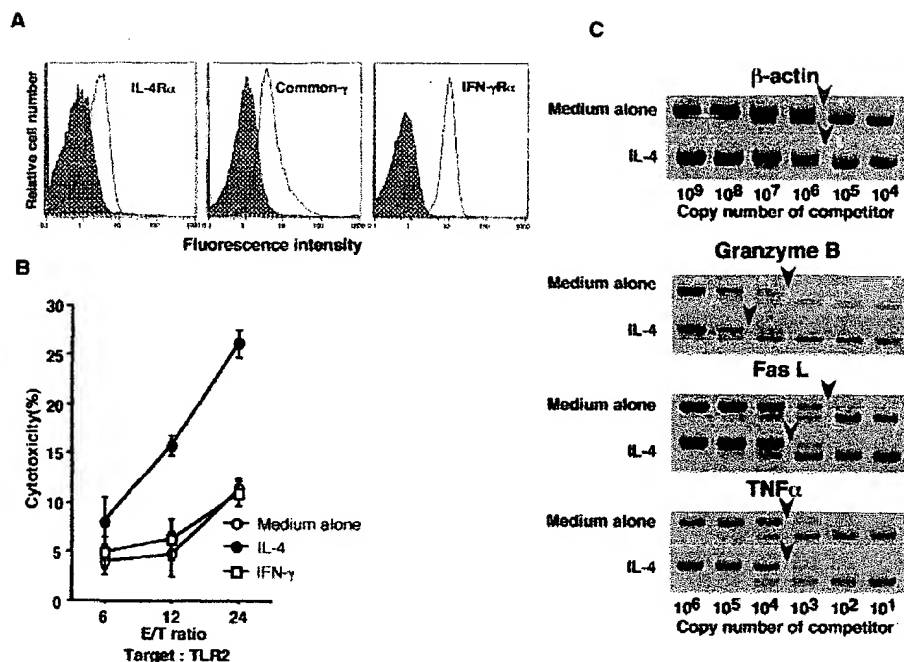 A
Relative cell number
IL-4Rα
Common-γ
IFN-γRα
Fluorescence intensity
B
Cytotoxicity(%)
30
25
20
15
10
5
0
Medium alone
IL-4
IFN-γ
6 12 24
E/T ratio
Target : TLR2
C
β-actin
Medium alone
IL-4
10⁹ 10⁸ 10⁷ 10⁶ 10⁵ 10⁴
Copy number of competitor
Granzyme B
Medium alone
IL-4
Fas L
Medium alone
IL-4
TNFα
Medium alone
IL-4
10⁶ 10⁵ 10⁴ 10³ 10² 10¹
Copy number of competitor